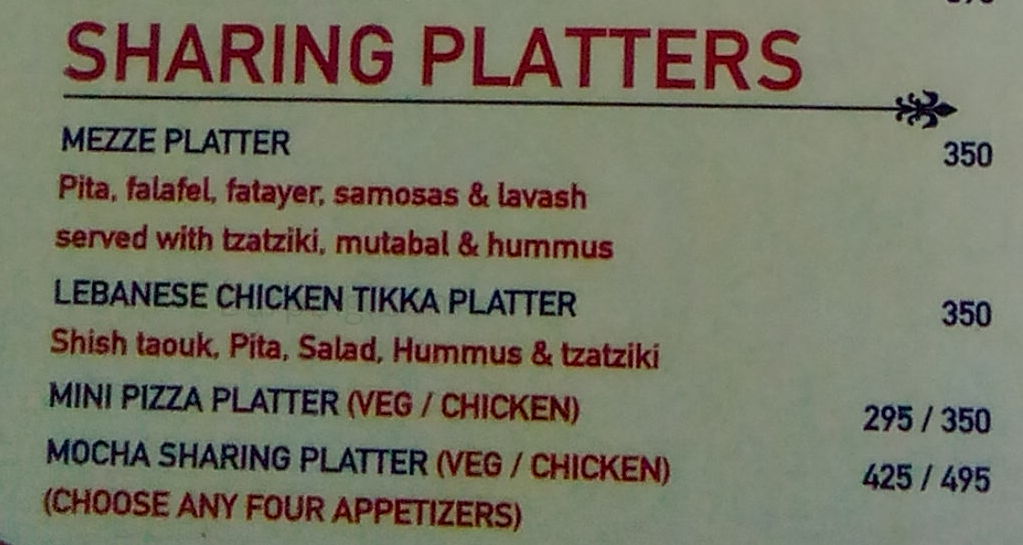 SHARING PLATTERS
MEZZE PLATTER 350
Pita, falafel, fatayer, samosas & lavash
served with tzatziki, mutabal & hummus
LEBANESE CHICKEN TIKKA PLATTER 350
Shish taouk, Pita, Salad, Hummus & tzatziki
MINI PIZZA PLATTER (VEG / CHICKEN) 295 / 350
MOCHA SHARING PLATTER (VEG / CHICKEN) 425 / 495
(CHOOSE ANY FOUR APPETIZERS)